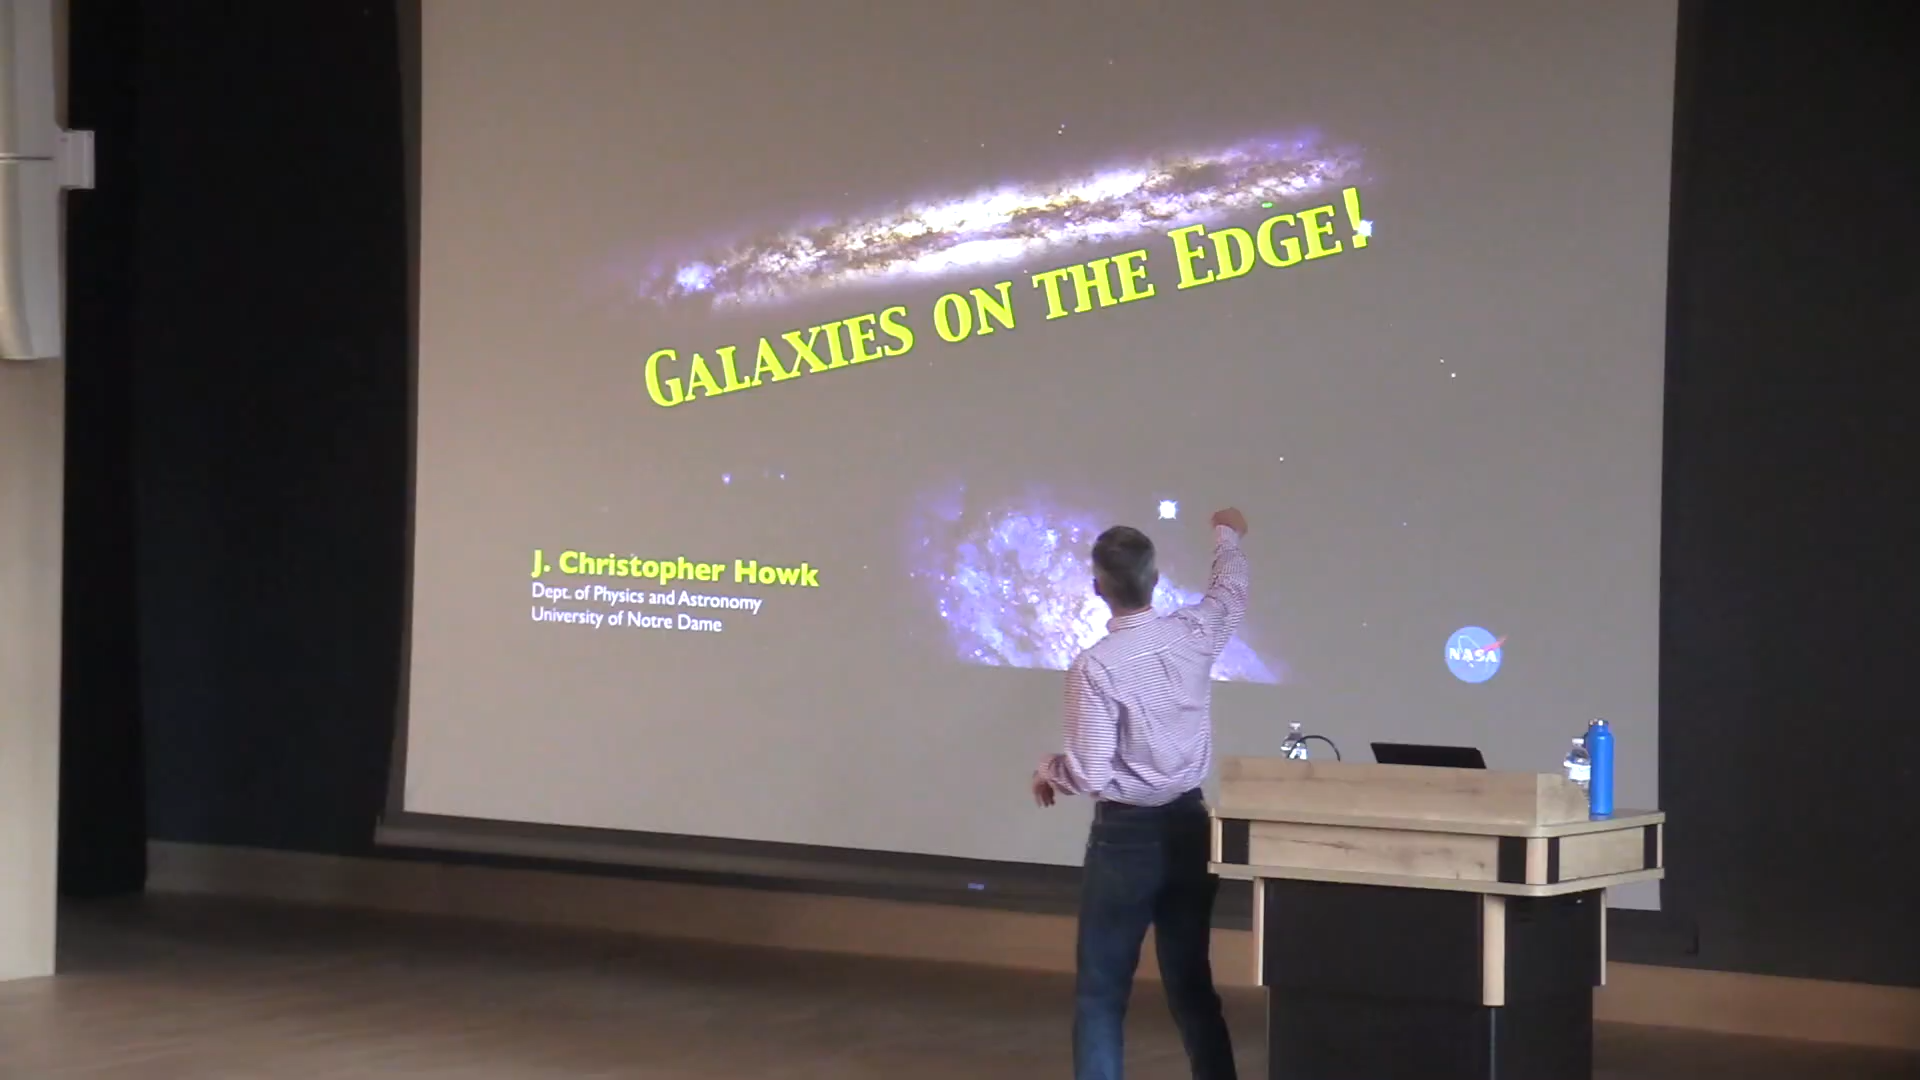 GALAXIES ON THE EDGE!
J. Christopher Howk
Dept. of Physics and Astronomy
University of Notre Dame
NASA